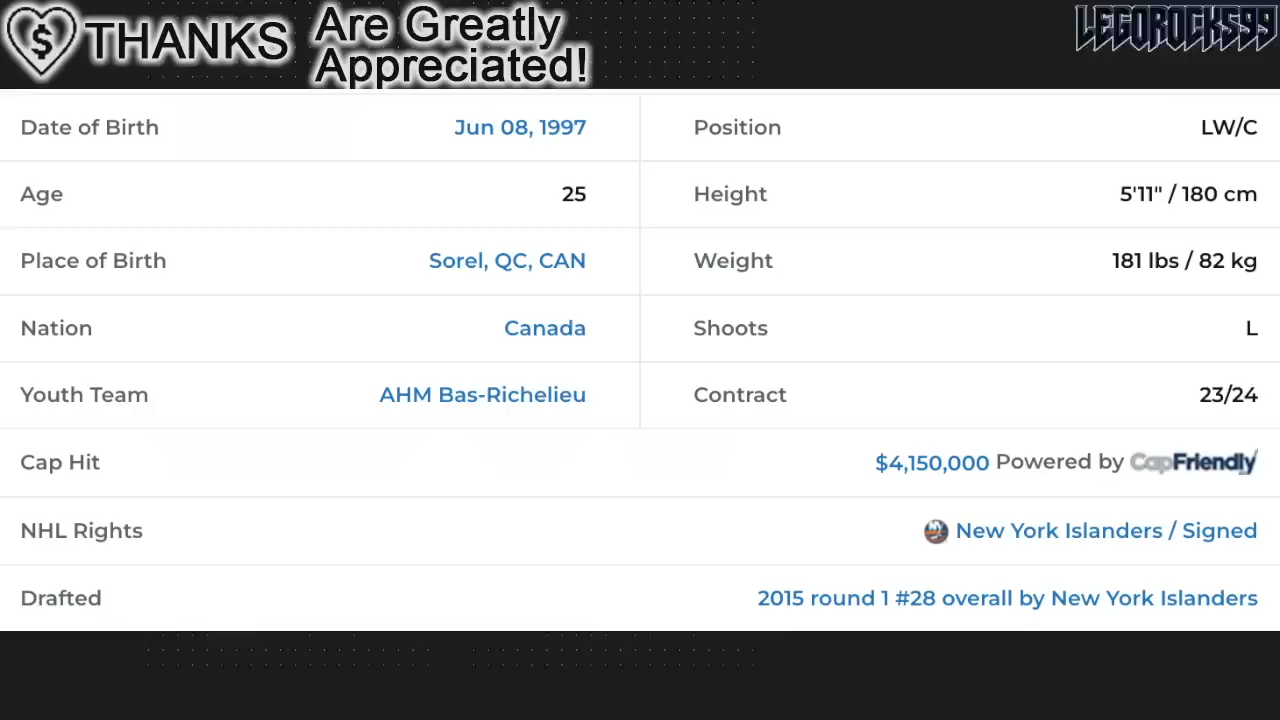 THANKS Are Greatly Appreciated!
LEGOROCKS99
Date of Birth Jun 08, 1997 Position LW/C
Age 25 Height 5'11" / 180 cm
Place of Birth Sorel, QC, CAN Weight 181 lbs / 82 kg
Nation Canada Shoots L
Youth Team AHM Bas-Richelieu Contract 23/24
Cap Hit $4,150,000 Powered by CapFriendly
NHL Rights NY New York Islanders / Signed
Drafted 2015 round 1 #28 overall by New York Islanders